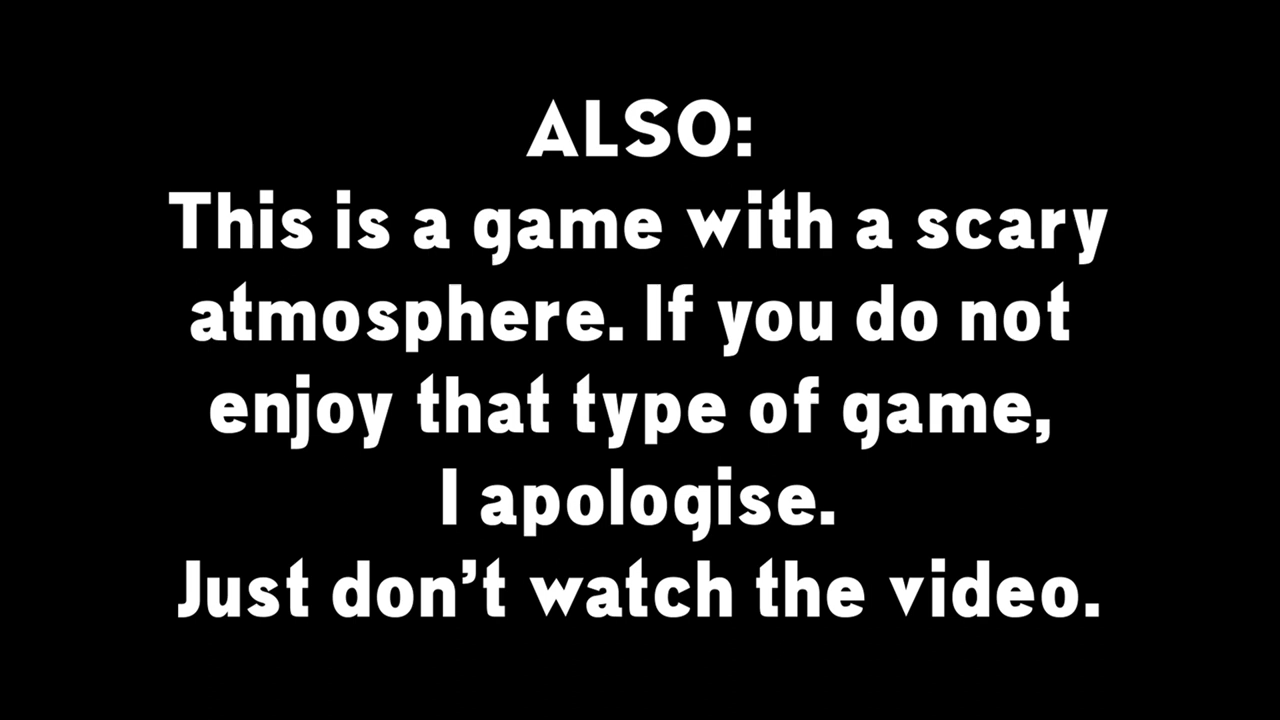 ALSO:
This is a game with a scary
atmosphere. If you do not
enjoy that type of game,
I apologise.
Just don’t watch the video.